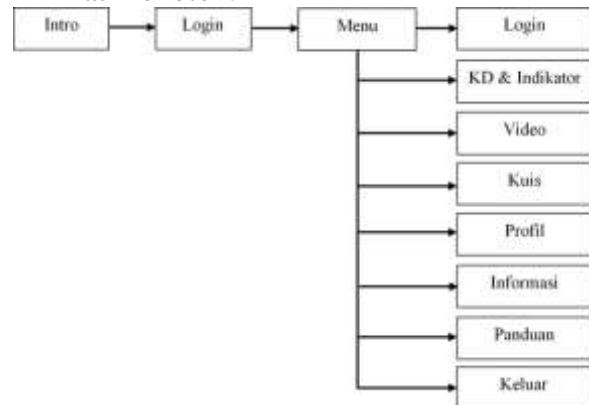 Intro
Login
Menu
Login
KD & Indikator
Video
Kuis
Profil
Informasi
Panduan
Keluar